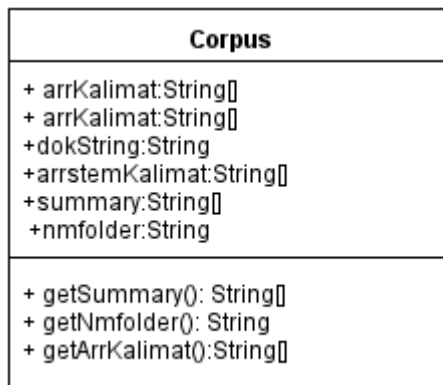 Corpus
+ arrKalimat:String[]
+ arrKalimat:String[]
+dokString:String
+arrstemKalimat:String[]
+summary:String[]
+nmfolder:String
+ getSummary(): String[]
+ getNmfolder(): String
+ getArrKalimat():String[]